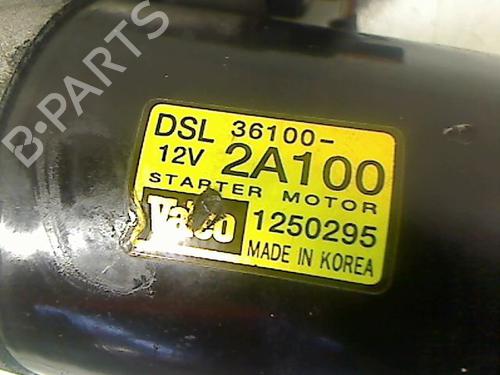 B-PARTS
DSL 36100-
12V 2A100
STARTER MOTOR
Valeo 1250295
MADE IN KOREA